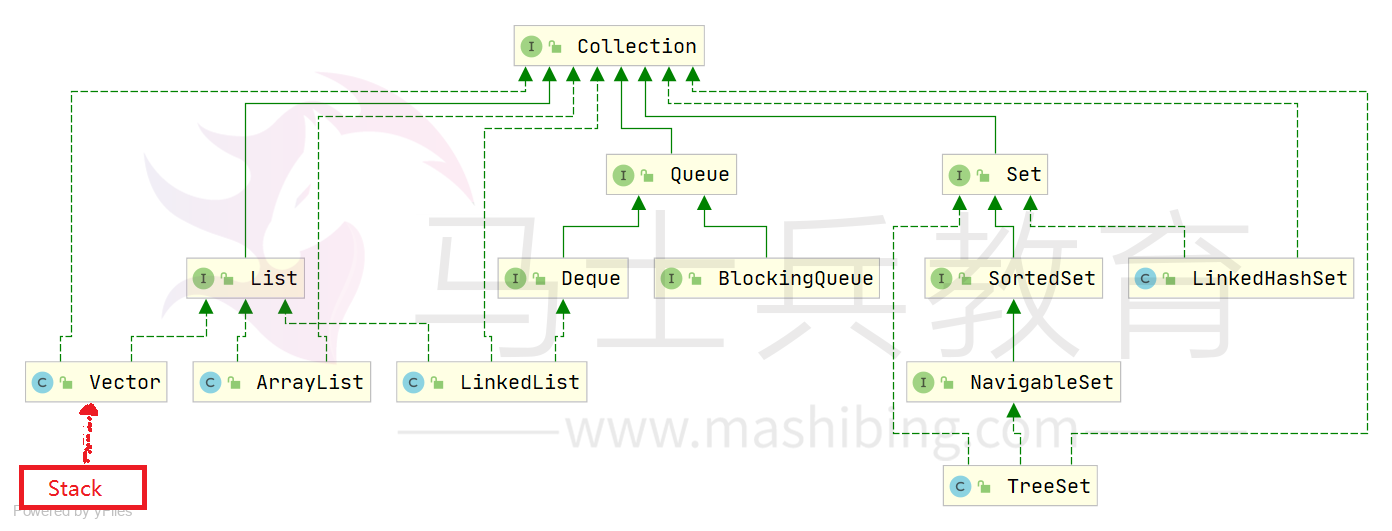 I Collection
I Queue
I Set
I List
I Deque
I BlockingQueue
I SortedSet
C LinkedHashSet
C Vector
C ArrayList
C LinkedList
I NavigableSet
C TreeSet
Stack
Powered by yFiles
马士兵教育
www.mashibing.com